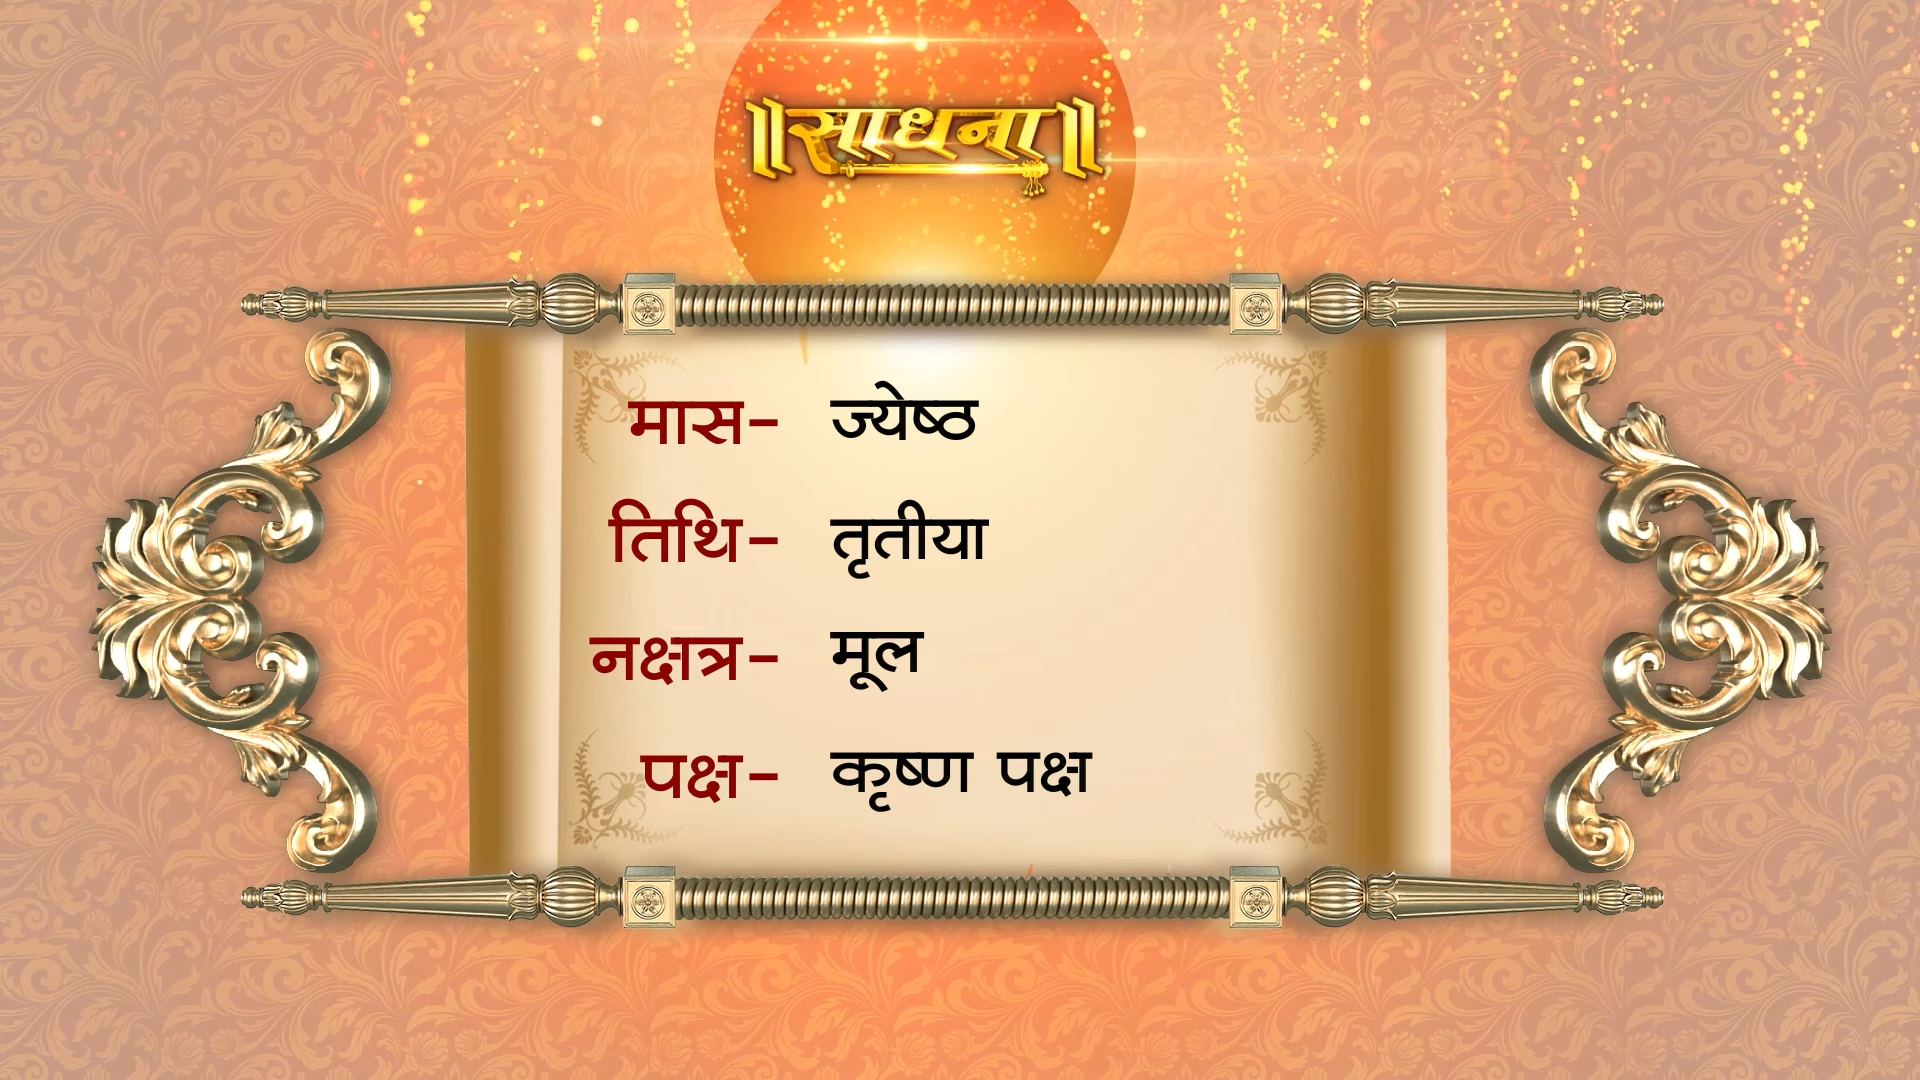 ॥साधना॥
मास- ज्येष्ठ
तिथि- तृतीया
नक्षत्र- मूल
पक्ष- कृष्ण पक्ष